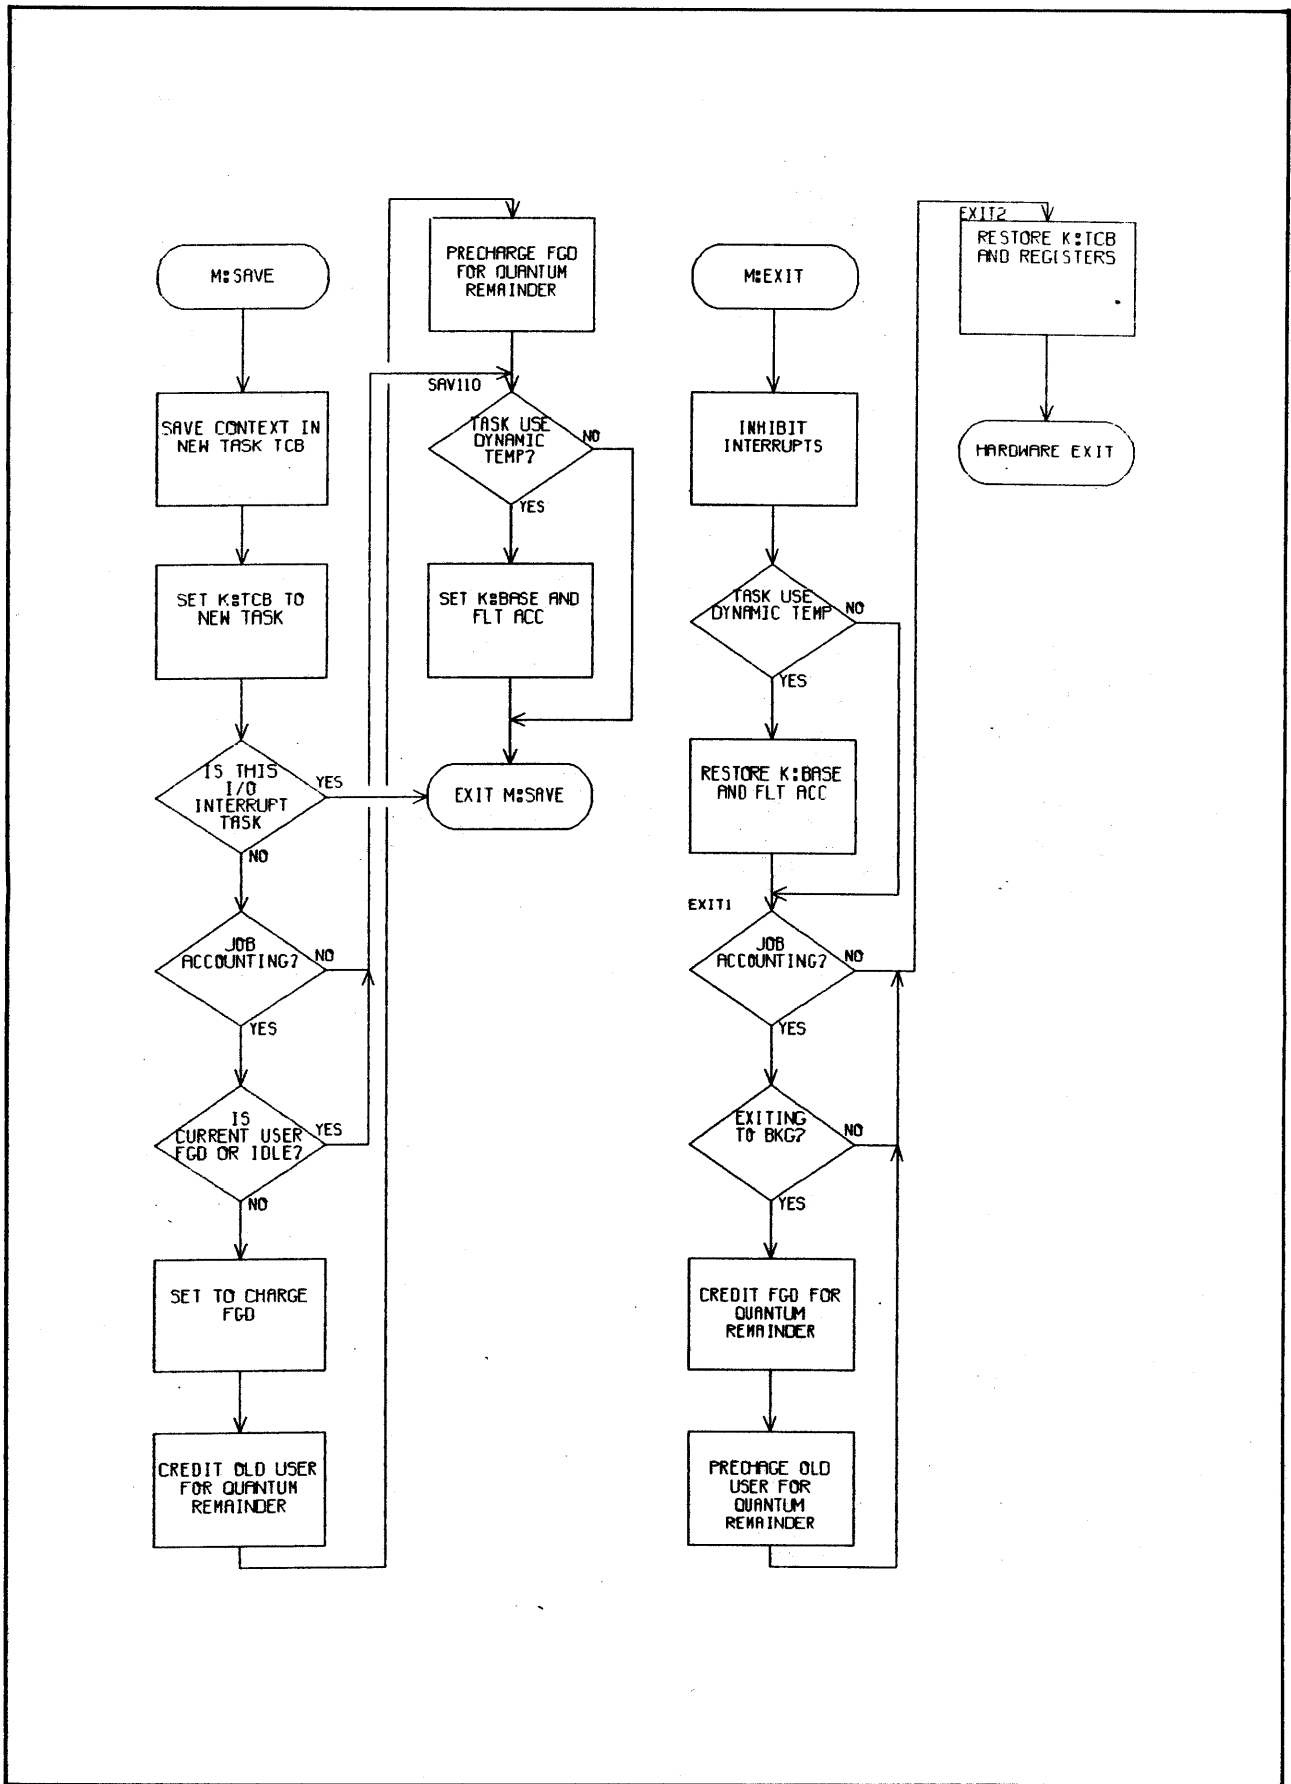 M:SAVE
SAVE CONTEXT IN
NEW TASK TCB
SET K:TCB TO
NEW TASK
IS THIS
I/O
INTERRUPT
TASK
YES
NO
JOB
ACCOUNTING?
NO
YES
IS
CURRENT USER
FGD OR IDLE?
YES
NO
SET TO CHARGE
FGD
CREDIT OLD USER
FOR QUANTUM
REMAINDER
PRECHARGE FGD
FOR QUANTUM
REMAINDER
SAV110
TASK USE
DYNAMIC
TEMP?
NO
YES
SET K:BASE AND
FLT ACC
EXIT M:SAVE
M:EXIT
INHIBIT
INTERRUPTS
TASK USE
DYNAMIC TEMP
NO
YES
RESTORE K:BASE
AND FLT ACC
EXIT1
JOB
ACCOUNTING?
NO
YES
EXITING
TO BKG?
NO
YES
CREDIT FGD FOR
QUANTUM
REMAINDER
PRECHAGE OLD
USER FOR
QUANTUM
REMAINDER
EXIT2
RESTORE K:TCB
AND REGISTERS
HARDWARE EXIT